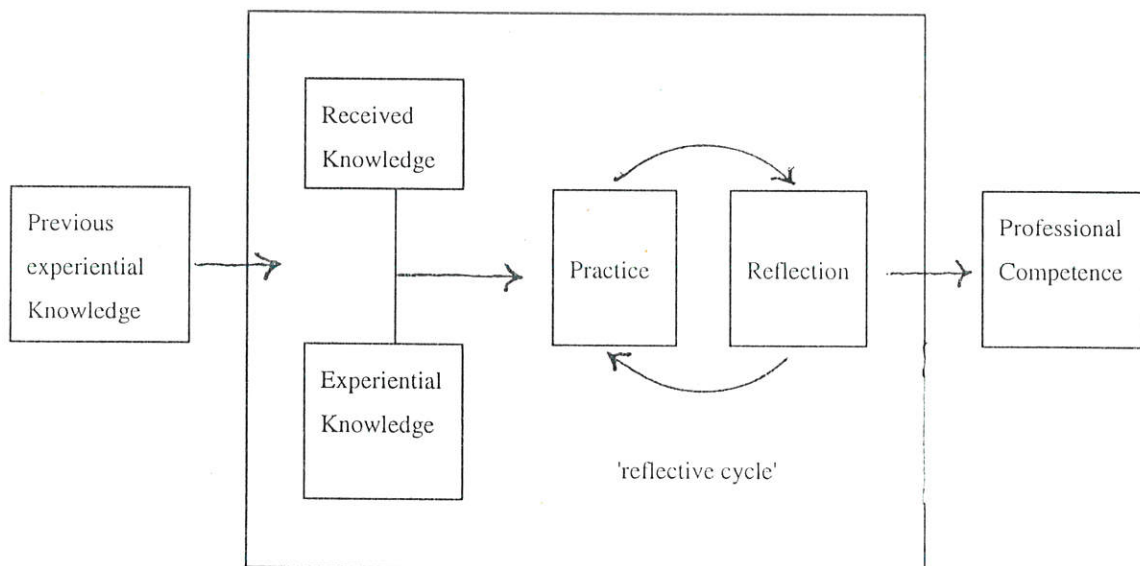 Previous
experiential
Knowledge
Received
Knowledge
Experiential
Knowledge
Practice
Reflection
'reflective cycle'
Professional
Competence